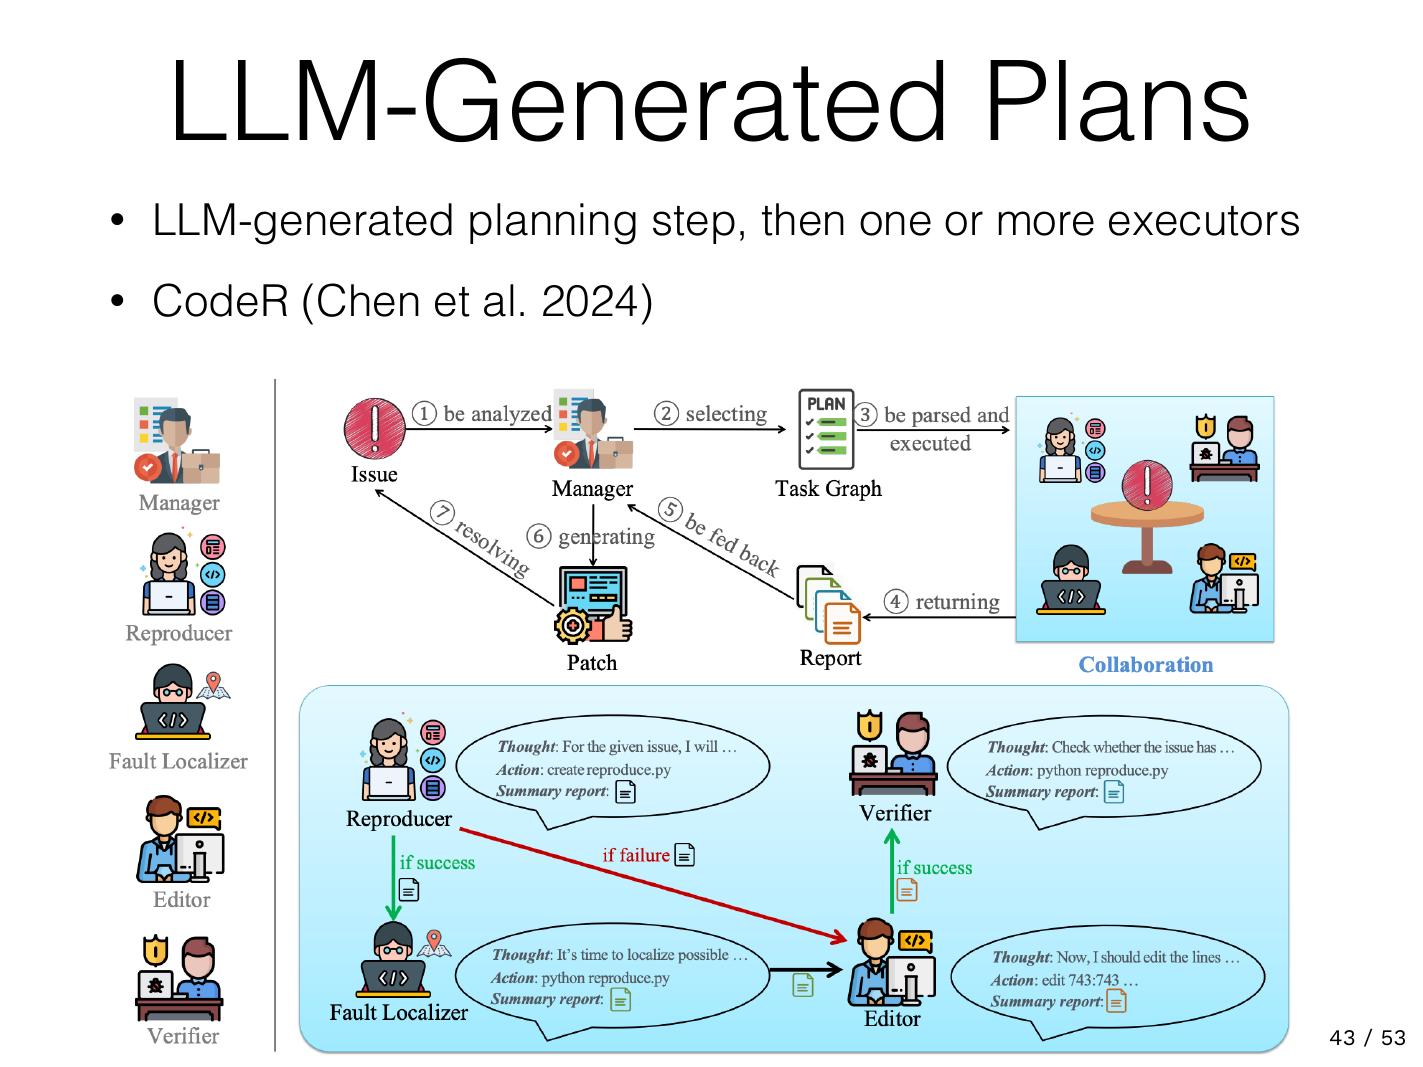 LLM-Generated Plans
• LLM-generated planning step, then one or more executors
• CodeR (Chen et al. 2024)
Manager
Reproducer
Fault Localizer
Editor
Verifier
① be analyzed
② selecting
PLAN
③ be parsed and
executed
Issue
Manager
Task Graph
⑦ resolving
⑥ generating
⑤ be fed back
④ returning
Patch
Report
Collaboration
Thought: For the given issue, I will …
Action: create reproduce.py
Summary report:
Reproducer
Thought: Check whether the issue has …
Action: python reproduce.py
Summary report:
Verifier
if success
if failure
if success
Thought: It's time to localize possible …
Action: python reproduce.py
Summary report:
Fault Localizer
Thought: Now, I should edit the lines …
Action: edit 743:743 …
Summary report:
Editor
43 / 53